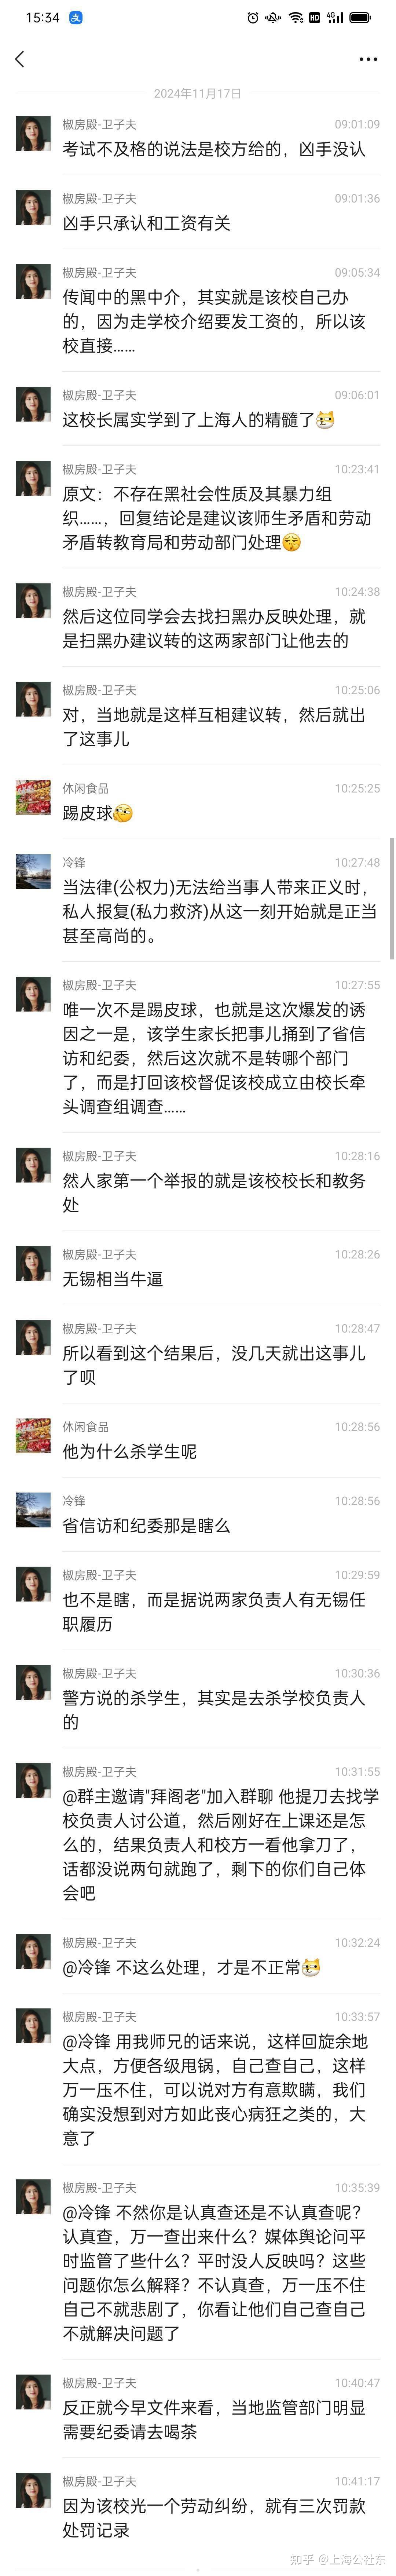 15:34
HD
4G
2024年11月17日
椒房殿-卫子夫
09:01:09
考试不及格的说法是校方给的，凶手没认
椒房殿-卫子夫
09:01:36
凶手只承认和工资有关
椒房殿-卫子夫
09:05:34
传闻中的黑中介，其实就是该校自己办
的，因为走学校介绍要发工资的，所以该
校直接……
椒房殿-卫子夫
09:06:01
这校长属实学到了上海人的精髓了
椒房殿-卫子夫
10:23:41
原文：不存在黑社会性质及其暴力组
织……，回复结论是建议该师生矛盾和劳动
矛盾转教育局和劳动部门处理
椒房殿-卫子夫
10:24:38
然后这位同学会去找扫黑办反映处理，就
是扫黑办建议转的这两家部门让他去的
椒房殿-卫子夫
10:25:06
对，当地就是这样互相建议转，然后就出
了这事儿
休闲食品
10:25:25
踢皮球
冷锋
10:27:48
当法律(公权力)无法给当事人带来正义时，
私人报复(私力救济)从这一刻开始就是正当
甚至高尚的。
椒房殿-卫子夫
10:27:55
唯一次不是踢皮球，也就是这次爆发的诱
因之一是，该学生家长把事儿捅到了省信
访和纪委，然后这次就不是转哪个部门
了，而是打回该校督促该校成立由校长牵
头调查组调查……
椒房殿-卫子夫
10:28:16
然人家第一个举报的就是该校校长和教务
处
椒房殿-卫子夫
10:28:26
无锡相当牛逼
椒房殿-卫子夫
10:28:47
所以看到这个结果后，没几天就出这事儿
了呗
休闲食品
10:28:56
他为什么杀学生呢
冷锋
10:28:56
省信访和纪委那是瞎么
椒房殿-卫子夫
10:29:59
也不是瞎，而是据说两家负责人有无锡任
职履历
椒房殿-卫子夫
10:30:36
警方说的杀学生，其实是去杀学校负责人
的
椒房殿-卫子夫
10:31:55
@群主邀请"拜阁老"加入群聊 他提刀去找学
校负责人讨公道，然后刚好在上课还是怎
么的，结果负责人和校方一看他拿刀了，
话都没说两句就跑了，剩下的你们自己体
会吧
椒房殿-卫子夫
10:32:24
@冷锋 不这么处理，才是不正常
椒房殿-卫子夫
10:33:57
@冷锋 用我师兄的话来说，这样回旋余地
大点，方便各级甩锅，自己查自己，这样
万一压不住，可以说对方有意欺瞒，我们
确实没想到对方如此丧心病狂之类的，大
意了
椒房殿-卫子夫
10:35:39
@冷锋 不然你是认真查还是不认真查呢？
认真查，万一查出来什么？媒体舆论问平
时监管了些什么？平时没人反映吗？这些
问题你怎么解释？不认真查，万一压不住
自己不就悲剧了，你看让他们自己查自己
不就解决问题了
椒房殿-卫子夫
10:40:47
反正就今早文件来看，当地监管部门明显
需要纪委请去喝茶
椒房殿-卫子夫
10:41:17
因为该校光一个劳动纠纷，就有三次罚款
处罚记录
知乎 @上海公社东